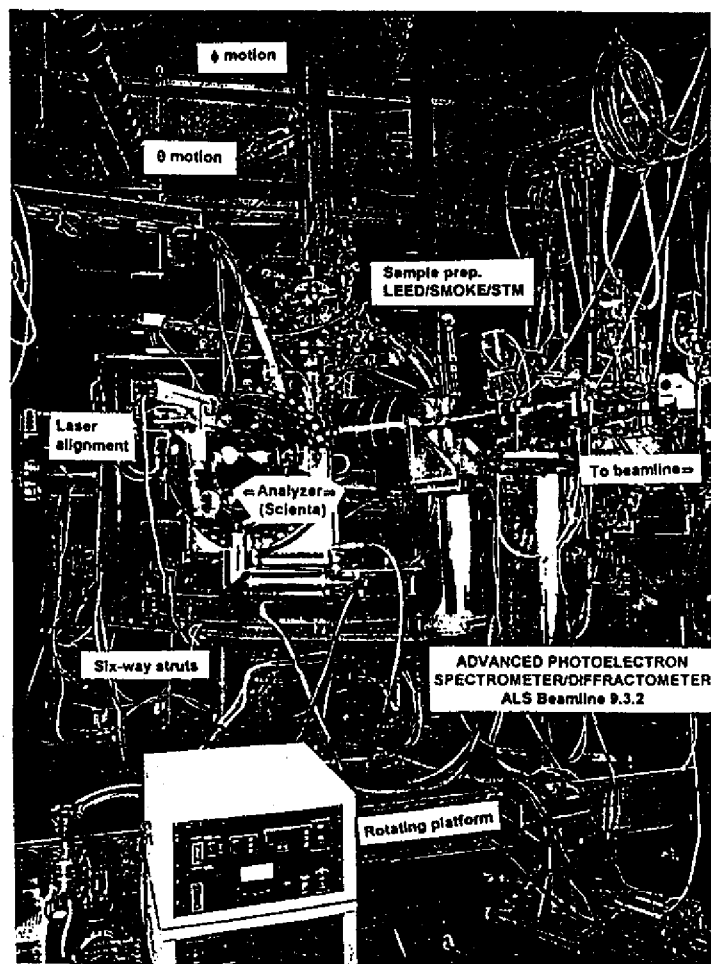 ϕ motion
θ motion
Sample prep.
LEED/SMOKE/STM
Laser
alignment
To beamline⇒
⇐ Analyzer⇒
(Scienta)
Six-way struts
ADVANCED PHOTOELECTRON
SPECTROMETER/DIFFRACTOMETER
ALS Beamline 9.3.2
Rotating platform